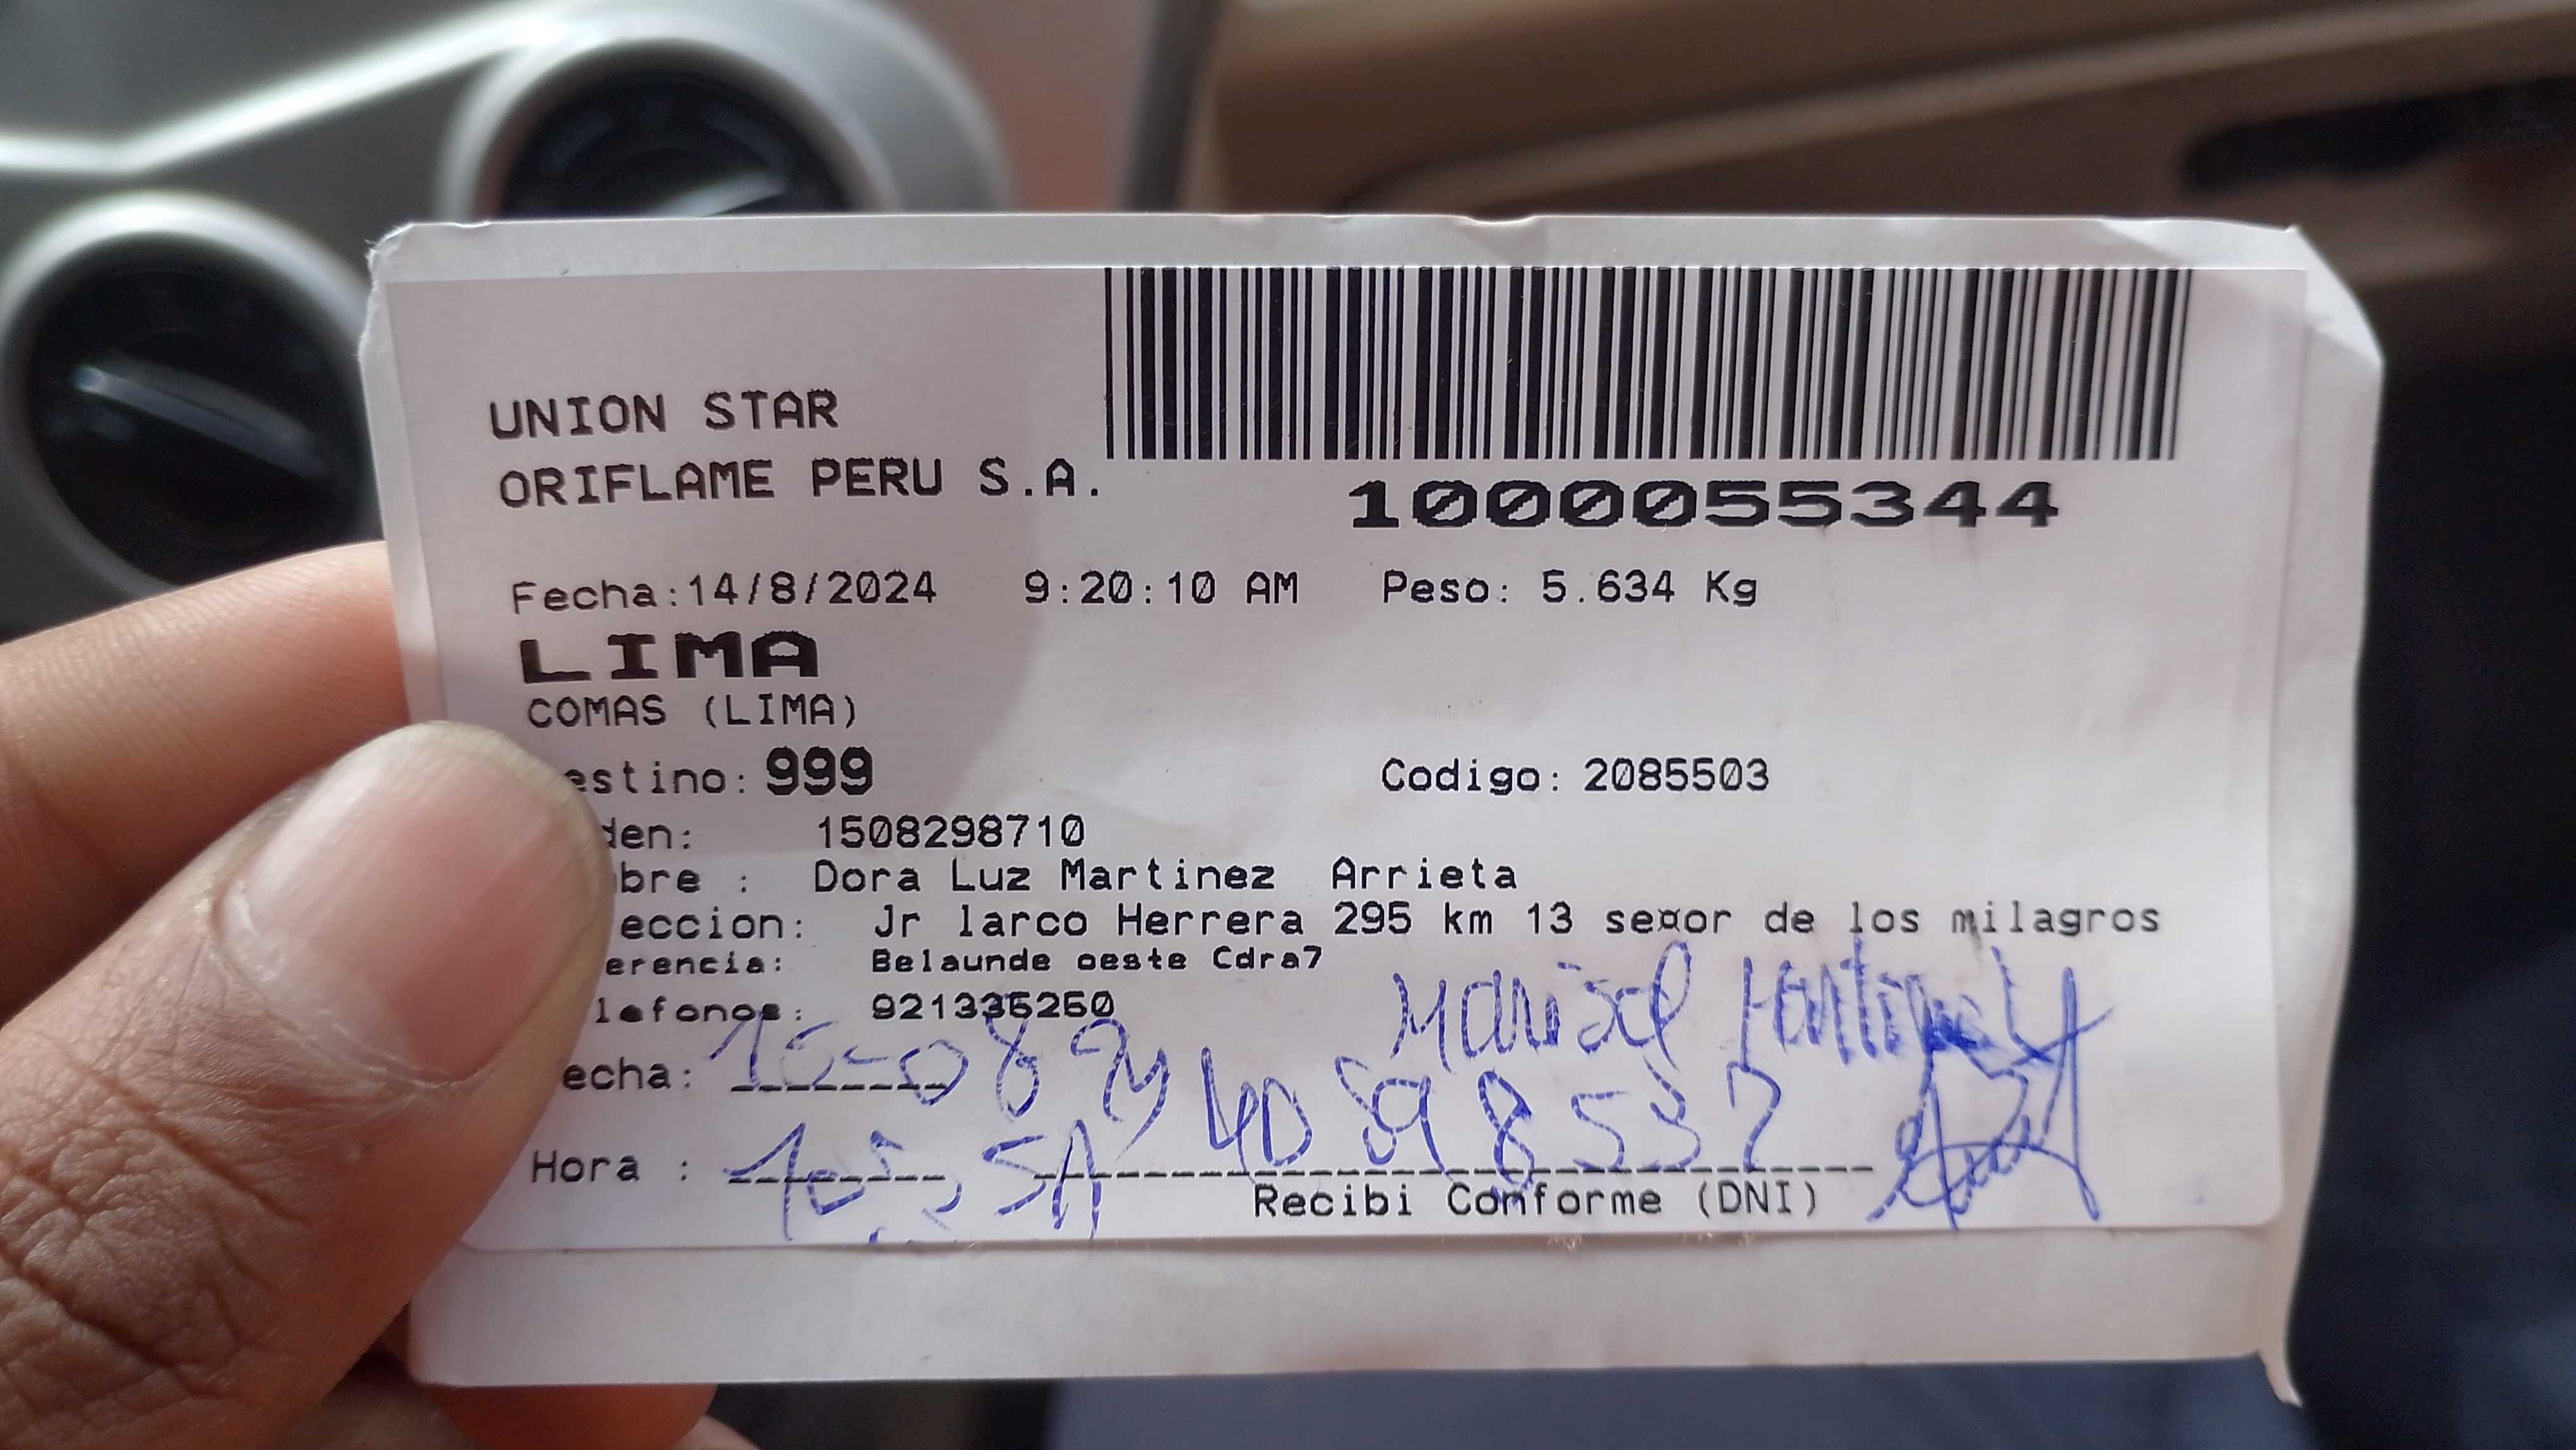 UNION STAR
ORIFLAME PERU S.A.
1000055344
Fecha:14/8/2024 9:20:10 AM Peso: 5.634 Kg
LIMA
COMAS (LIMA)
estino: 999 Codigo: 2085503
den: 1508298710
bre : Dora Luz Martinez Arrieta
eccion: Jr larco Herrera 295 km 13 se¤or de los milagros
erencia: Belaunde oeste Cdra7
lefonos: 921335250
Marisol
echa: 08
Hora :
Recibi Conforme (DNI)